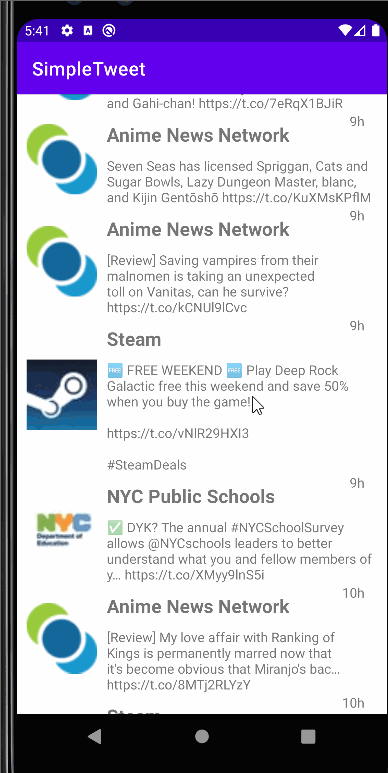 5:41
SimpleTweet
and Gahi-chan! https://t.co/7eRqX1BJiR
9h
Anime News Network
Seven Seas has licensed Spriggan, Cats and
Sugar Bowls, Lazy Dungeon Master, blanc,
and Kijin Gentōshō https://t.co/KuXMsKPflM
9h
Anime News Network
[Review] Saving vampires from their
malnomen is taking an unexpected
toll on Vanitas, can he survive?
https://t.co/kCNUl9lCvc
9h
Steam
🆓 FREE WEEKEND 🆓 Play Deep Rock
Galactic free this weekend and save 50%
when you buy the game!
https://t.co/vNlR29HXI3
#SteamDeals
9h
NYC Public Schools
NYC
Department of
Education
✅ DYK? The annual #NYCSchoolSurvey
allows @NYCschools leaders to better
understand what you and fellow members of
y… https://t.co/XMyy9lnS5i
10h
Anime News Network
[Review] My love affair with Ranking of
Kings is permanently marred now that
it's become obvious that Miranjo's bac…
https://t.co/8MTj2RLYzY
10h
Steam